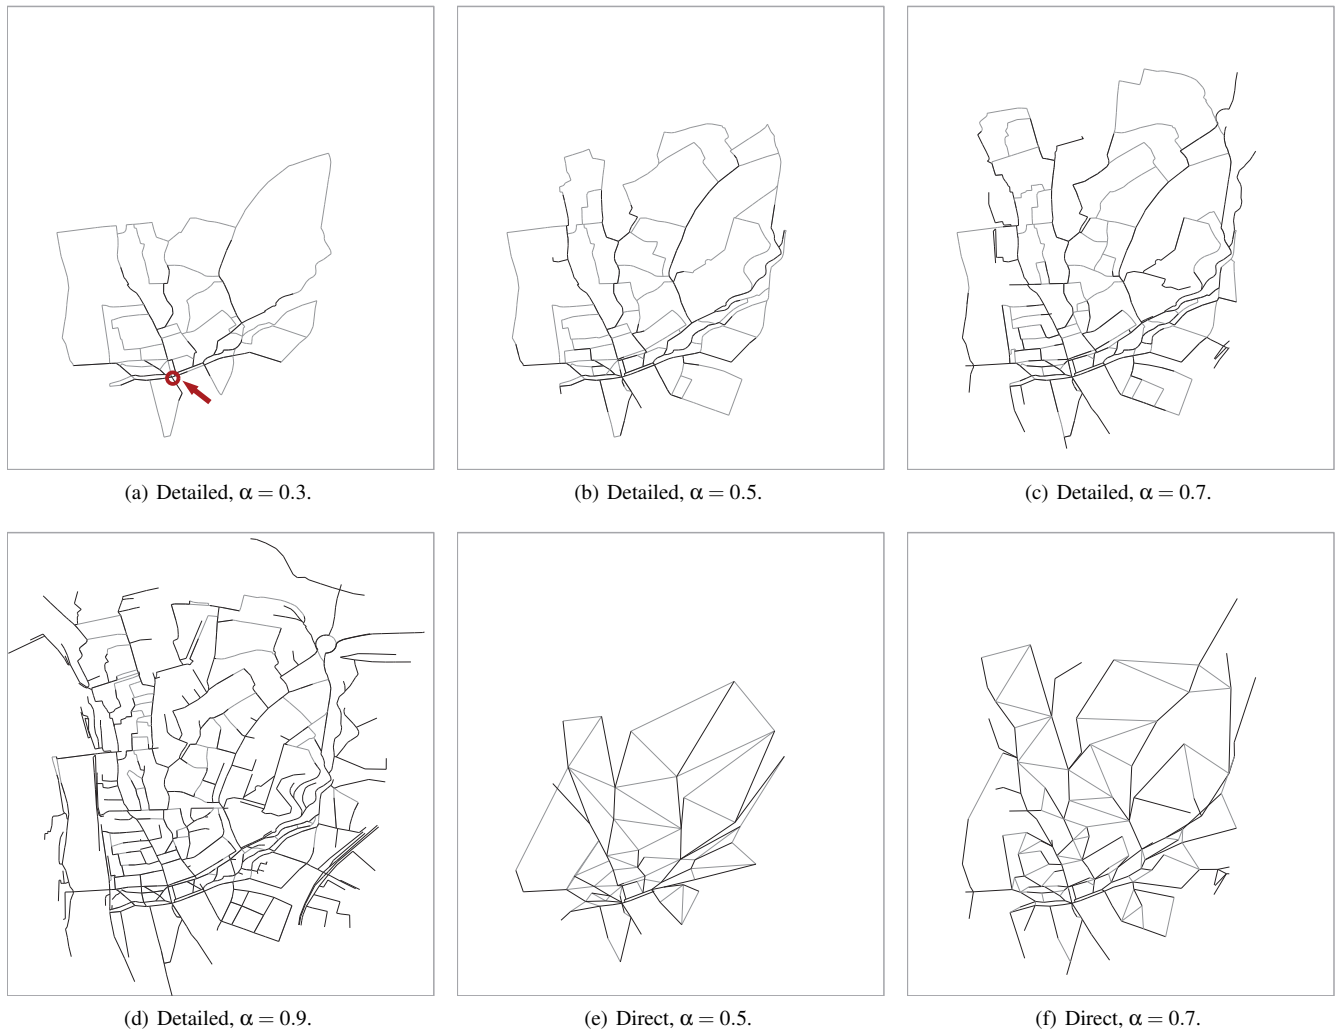 (a) Detailed, α = 0.3.
(b) Detailed, α = 0.5.
(c) Detailed, α = 0.7.
(d) Detailed, α = 0.9.
(e) Direct, α = 0.5.
(f) Direct, α = 0.7.